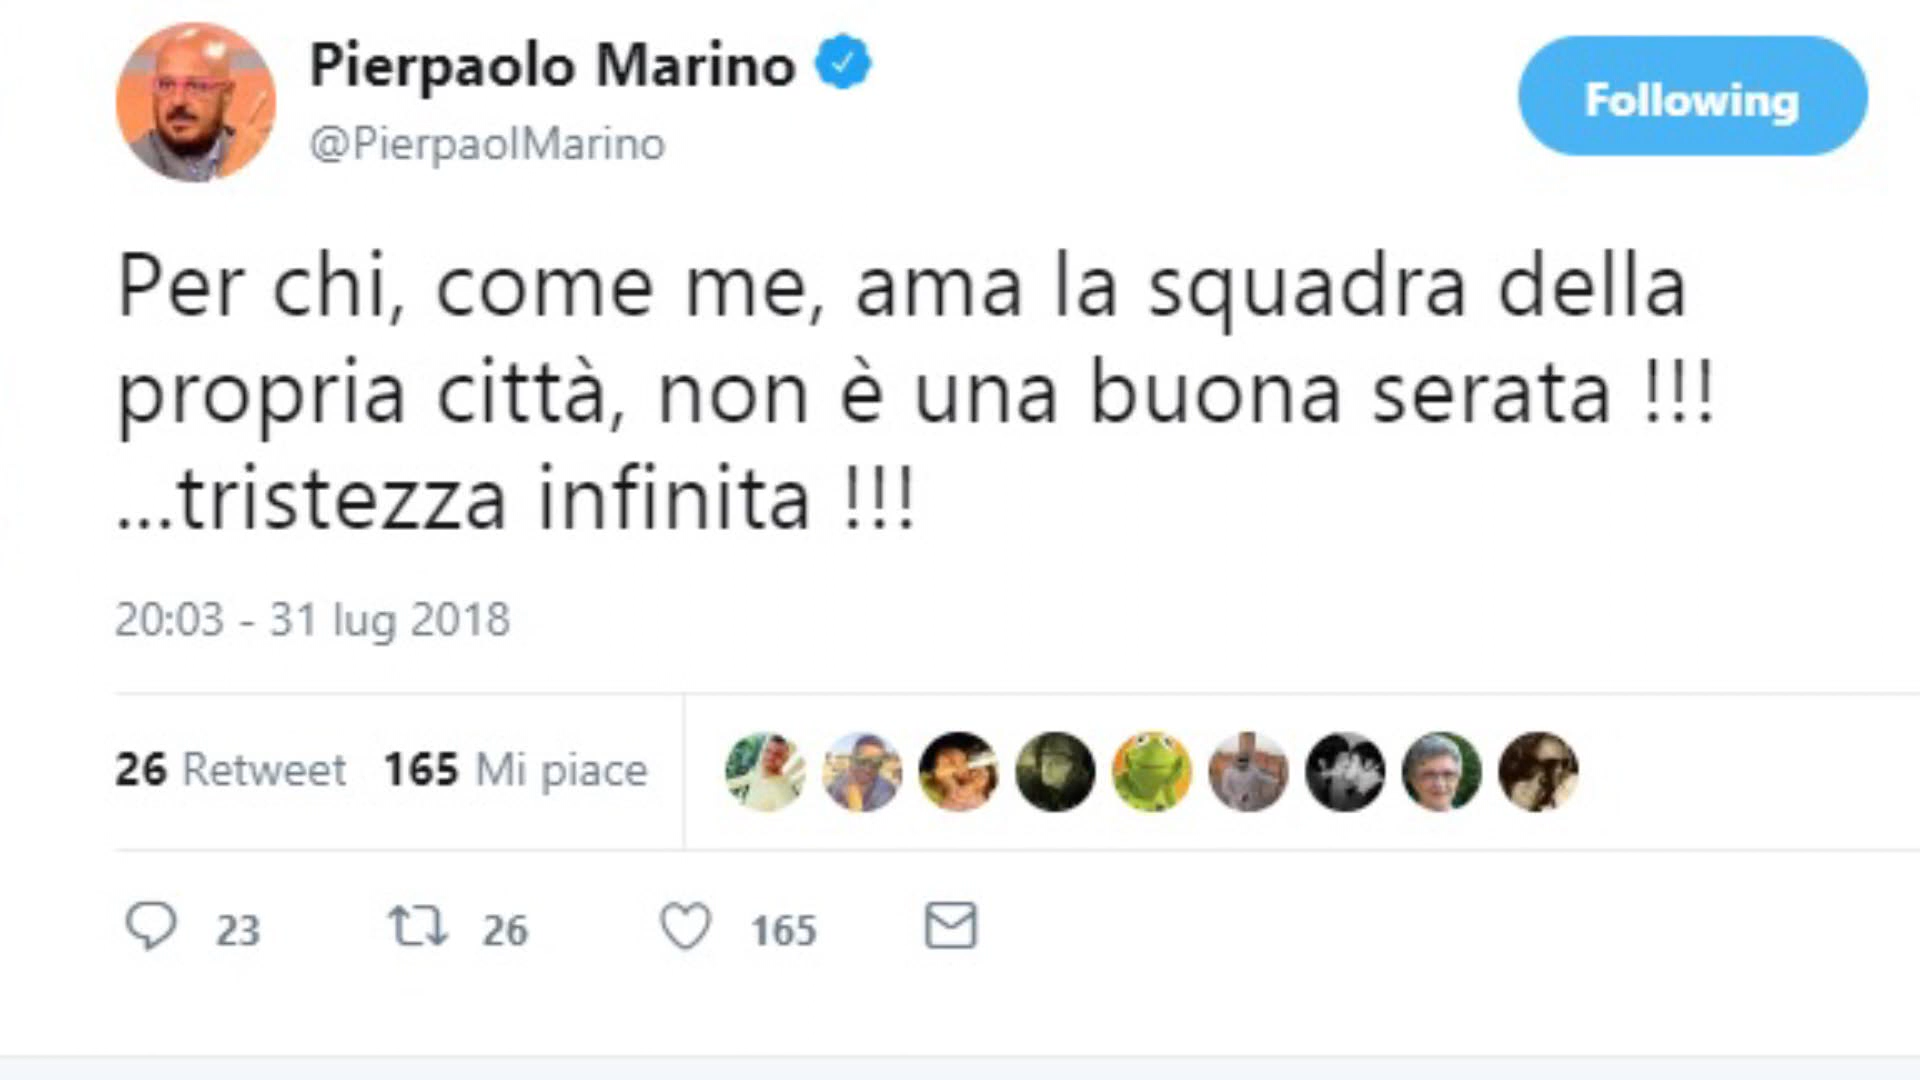 Pierpaolo Marino
@PierpaolMarino
Following
Per chi, come me, ama la squadra della
propria città, non è una buona serata !!!
...tristezza infinita !!!
20:03 - 31 lug 2018
26 Retweet 165 Mi piace
23 26 165